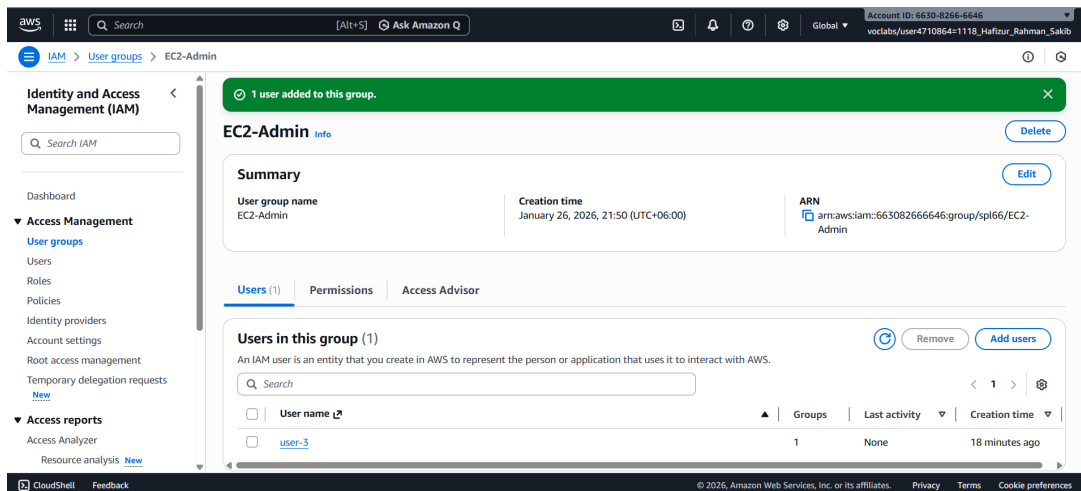 aws
Search [Alt+S] Ask Amazon Q Global ▼ Account ID: 6630-8266-6646
voclabs/user4710864=1118_Hafizur_Rahman_Sakib
IAM > User groups > EC2-Admin
Identity and Access Management (IAM)
Search IAM
Dashboard
Access Management
User groups
Users
Roles
Policies
Identity providers
Account settings
Root access management
Temporary delegation requests
New
Access reports
Access Analyzer
Resource analysis New
1 user added to this group.
EC2-Admin Info Delete
Summary Edit
User group name
EC2-Admin
Creation time
January 26, 2026, 21:50 (UTC+06:00)
ARN
arn:aws:iam::663082666646:group/spl66/EC2-
Admin
Users (1) Permissions Access Advisor
Users in this group (1) Remove Add users
An IAM user is an entity that you create in AWS to represent the person or application that uses it to interact with AWS.
Search < 1 >
User name Groups Last activity Creation time
user-3 1 None 18 minutes ago
CloudShell Feedback © 2026, Amazon Web Services, Inc. or its affiliates. Privacy Terms Cookie preferences